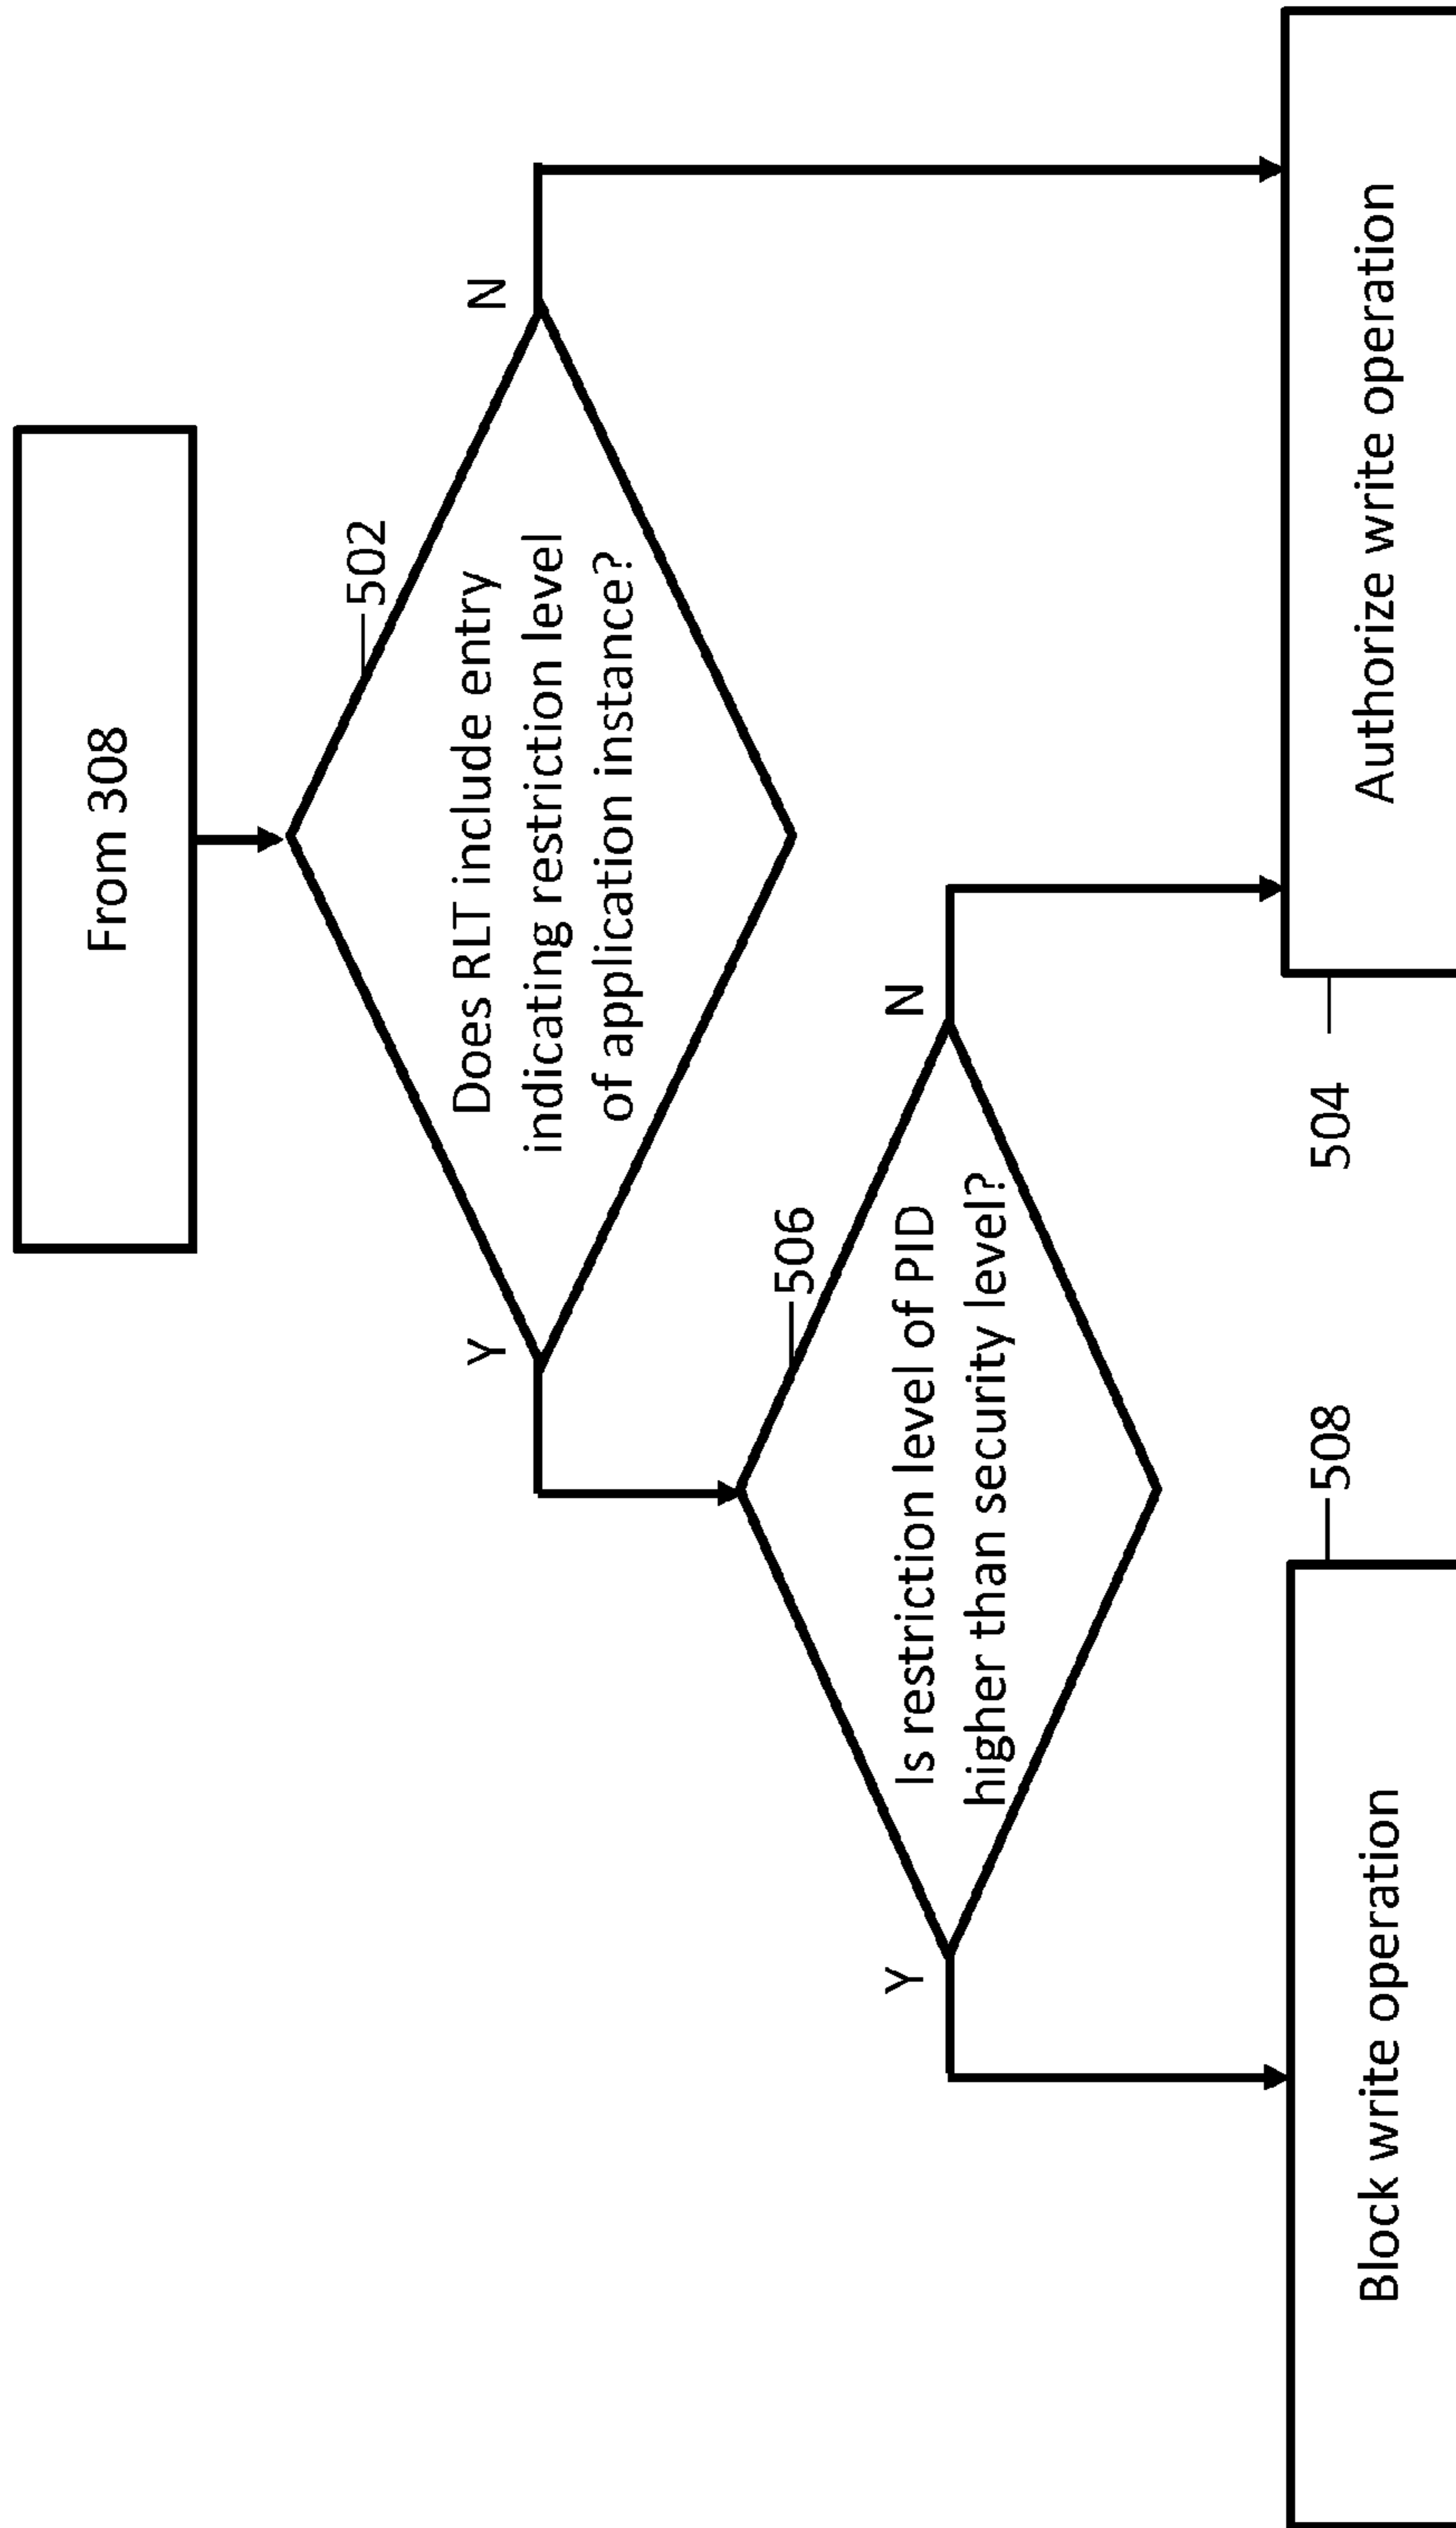 From 308
502
Does RLT include entry
indicating restriction level
of application instance?
Y
N
506
Is restriction level of PID
higher than security level?
Y
N
508
Block write operation
504
Authorize write operation